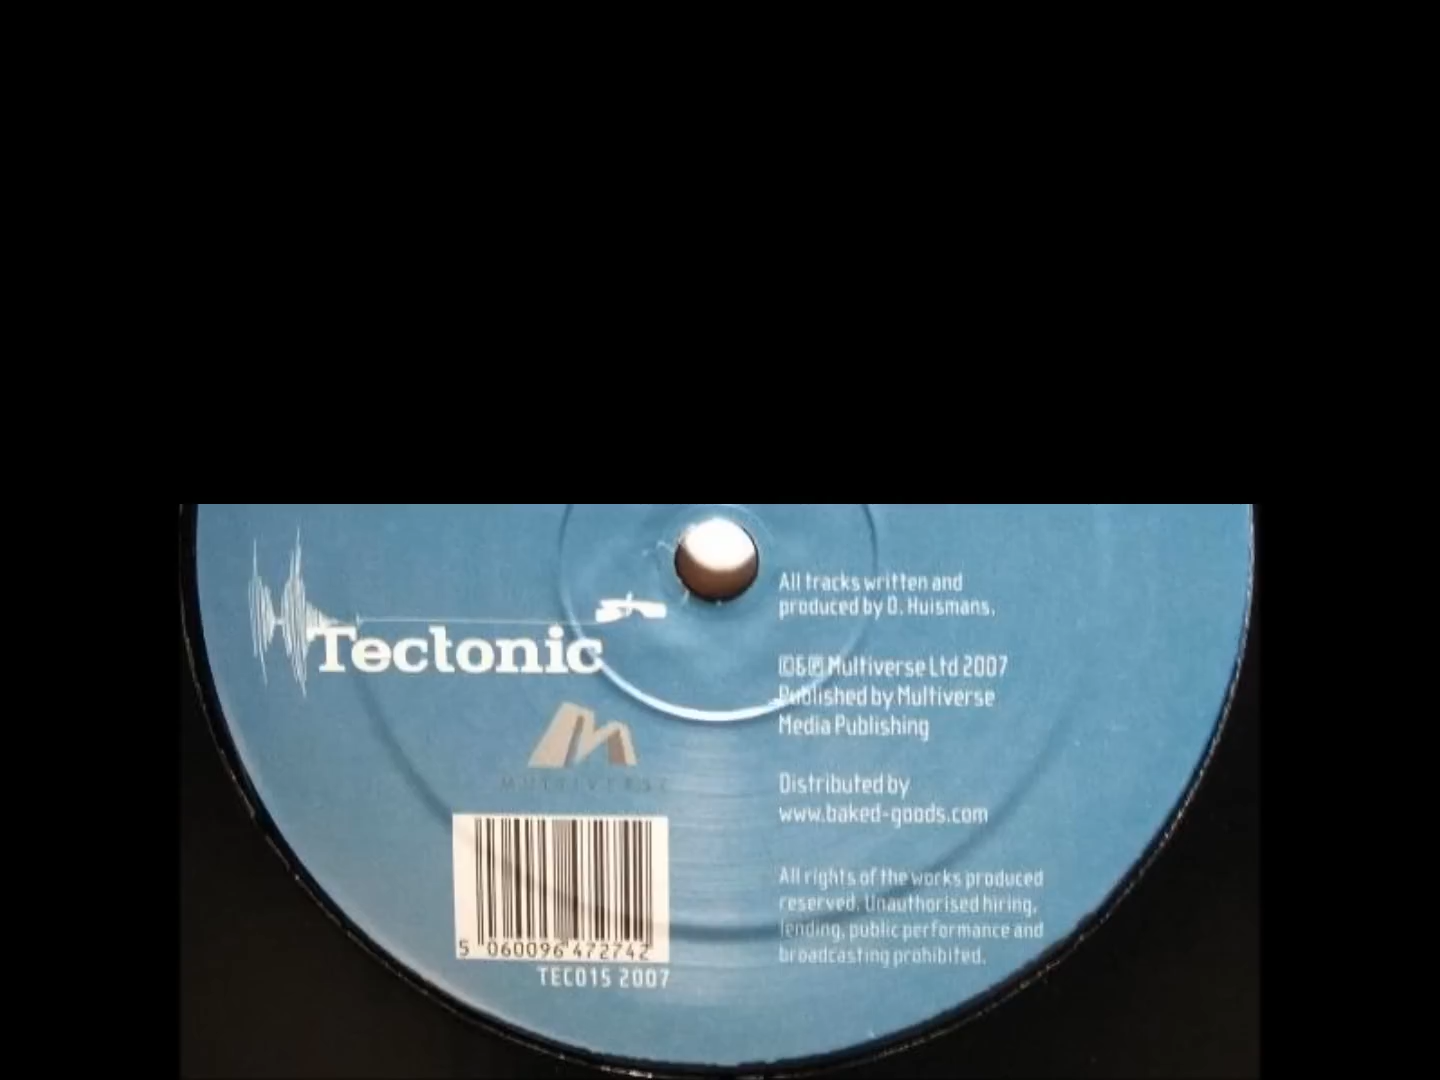 Tectonic
MULTIVERSE
5 060096 472742
TEC015 2007
All tracks written and
produced by D. Huismans.
©&℗ Multiverse Ltd 2007
Published by Multiverse
Media Publishing
Distributed by
www.baked-goods.com
All rights of the works produced
reserved. Unauthorised hiring,
lending, public performance and
broadcasting prohibited.